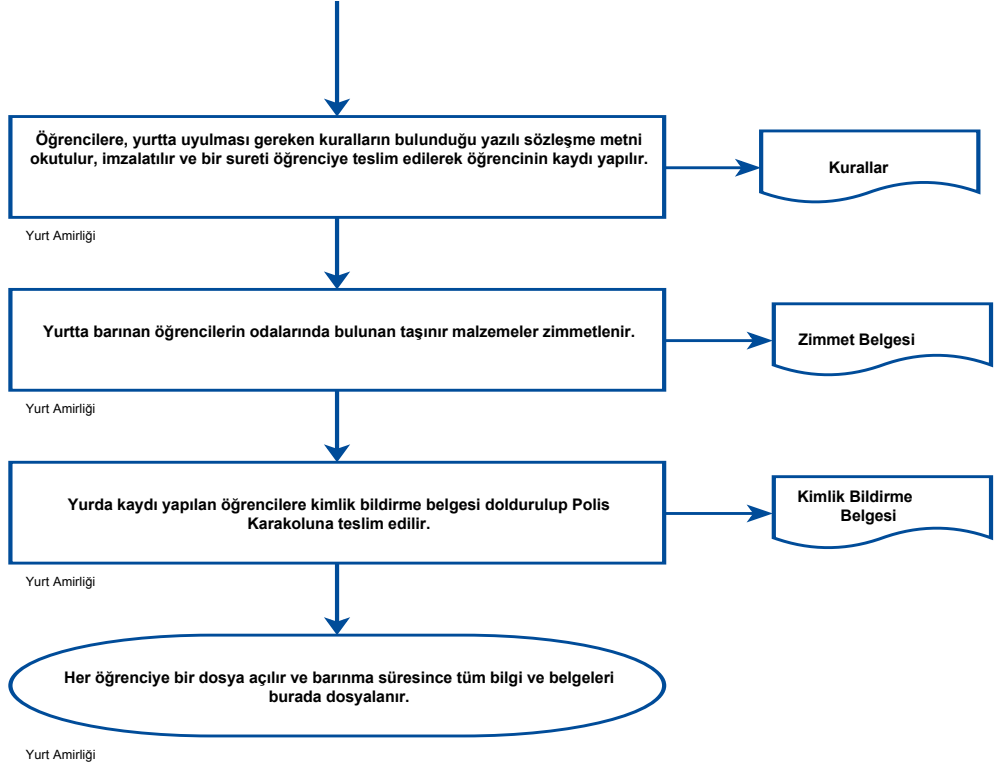 Öğrencilere, yurtta uyulması gereken kuralların bulunduğu yazılı sözleşme metni
okutulur, imzalatılır ve bir sureti öğrenciye teslim edilerek öğrencinin kaydı yapılır.
Kurallar
Yurt Amirliği
Yurtta barınan öğrencilerin odalarında bulunan taşınır malzemeler zimmetlenir.
Zimmet Belgesi
Yurt Amirliği
Yurda kaydı yapılan öğrencilere kimlik bildirme belgesi doldurulup Polis
Karakoluna teslim edilir.
Kimlik Bildirme
Belgesi
Yurt Amirliği
Her öğrenciye bir dosya açılır ve barınma süresince tüm bilgi ve belgeleri
burada dosyalanır.
Yurt Amirliği